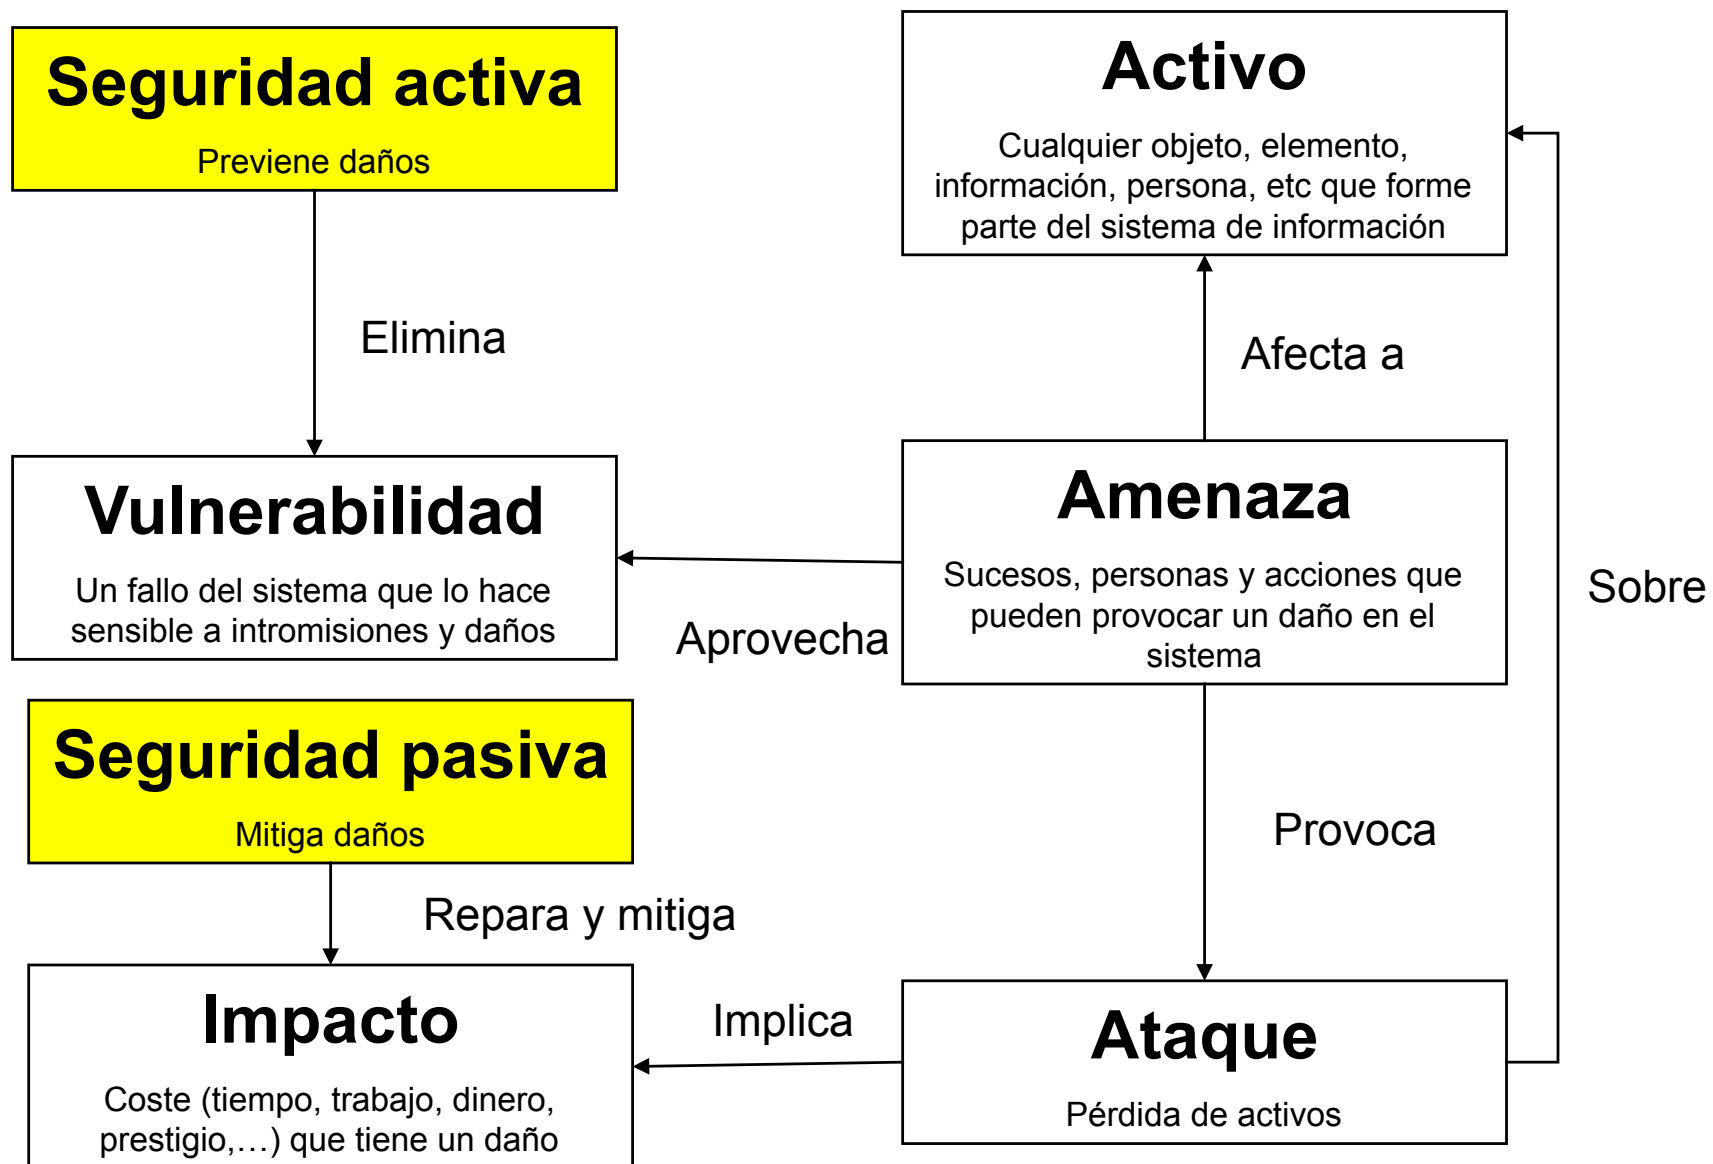 Seguridad activa
Previene daños
Activo
Cualquier objeto, elemento,
información, persona, etc que forme
parte del sistema de información
Elimina
Afecta a
Vulnerabilidad
Un fallo del sistema que lo hace
sensible a intromisiones y daños
Aprovecha
Amenaza
Sucesos, personas y acciones que
pueden provocar un daño en el
sistema
Sobre
Seguridad pasiva
Mitiga daños
Provoca
Repara y mitiga
Impacto
Coste (tiempo, trabajo, dinero,
prestigio,…) que tiene un daño
Implica
Ataque
Pérdida de activos